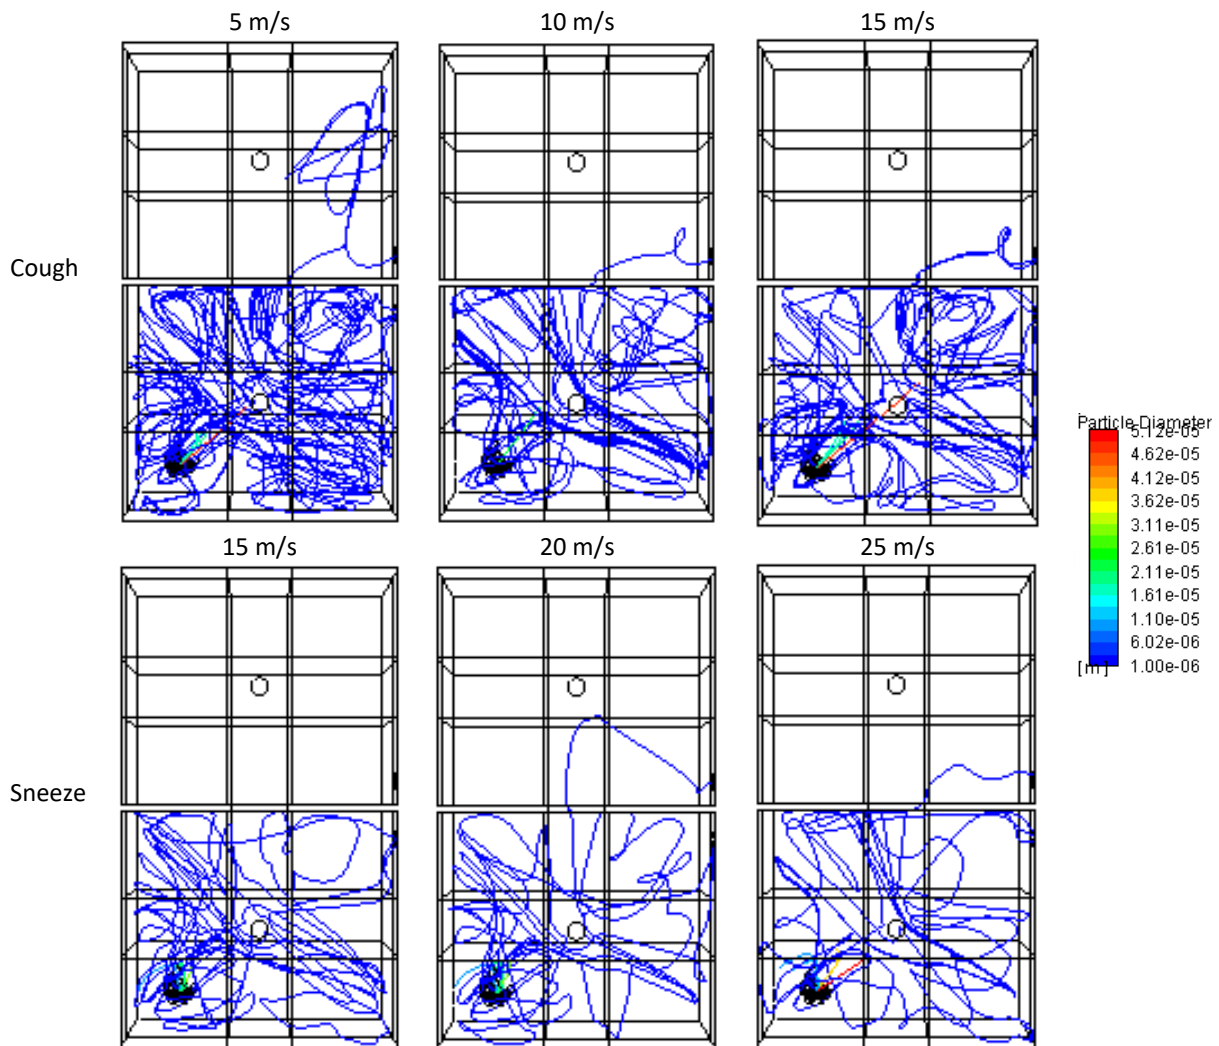 5 m/s
10 m/s
15 m/s
Cough
Particle Diameter
5.12e-05
4.62e-05
4.12e-05
3.62e-05
3.11e-05
2.61e-05
2.11e-05
1.61e-05
1.10e-05
6.02e-06
1.00e-06
[m]
15 m/s
20 m/s
25 m/s
Sneeze